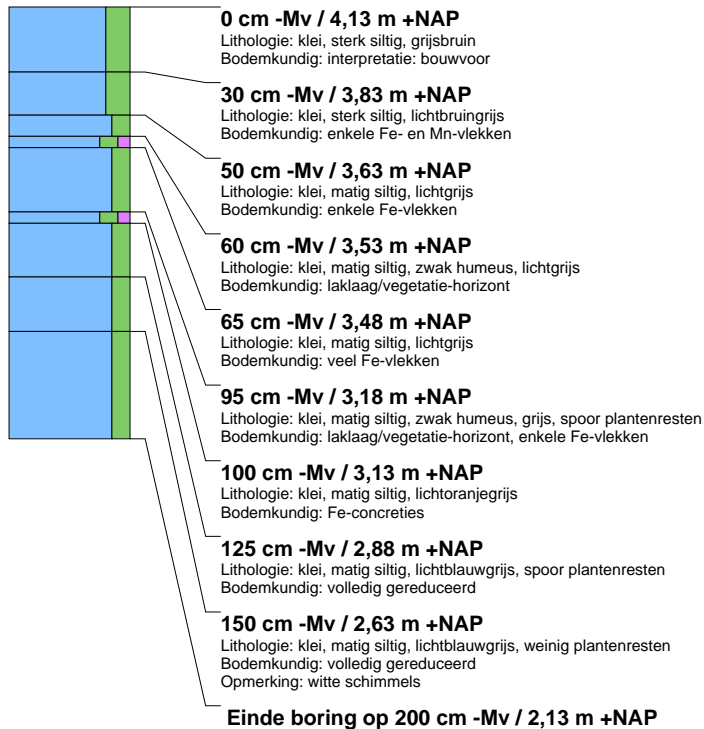 0 cm -Mv / 4,13 m +NAP
Lithologie: klei, sterk siltig, grijsbruin
Bodemkundig: interpretatie: bouwvoor
30 cm -Mv / 3,83 m +NAP
Lithologie: klei, sterk siltig, lichtbruingrijs
Bodemkundig: enkele Fe- en Mn-vlekken
50 cm -Mv / 3,63 m +NAP
Lithologie: klei, matig siltig, lichtgrijs
Bodemkundig: enkele Fe-vlekken
60 cm -Mv / 3,53 m +NAP
Lithologie: klei, matig siltig, zwak humeus, lichtgrijs
Bodemkundig: laklaag/vegetatie-horizont
65 cm -Mv / 3,48 m +NAP
Lithologie: klei, matig siltig, lichtgrijs
Bodemkundig: veel Fe-vlekken
95 cm -Mv / 3,18 m +NAP
Lithologie: klei, matig siltig, zwak humeus, grijs, spoor plantenresten
Bodemkundig: laklaag/vegetatie-horizont, enkele Fe-vlekken
100 cm -Mv / 3,13 m +NAP
Lithologie: klei, matig siltig, lichtoranjegrijs
Bodemkundig: Fe-concreties
125 cm -Mv / 2,88 m +NAP
Lithologie: klei, matig siltig, lichtblauwgrijs, spoor plantenresten
Bodemkundig: volledig gereduceerd
150 cm -Mv / 2,63 m +NAP
Lithologie: klei, matig siltig, lichtblauwgrijs, weinig plantenresten
Bodemkundig: volledig gereduceerd
Opmerking: witte schimmels
Einde boring op 200 cm -Mv / 2,13 m +NAP